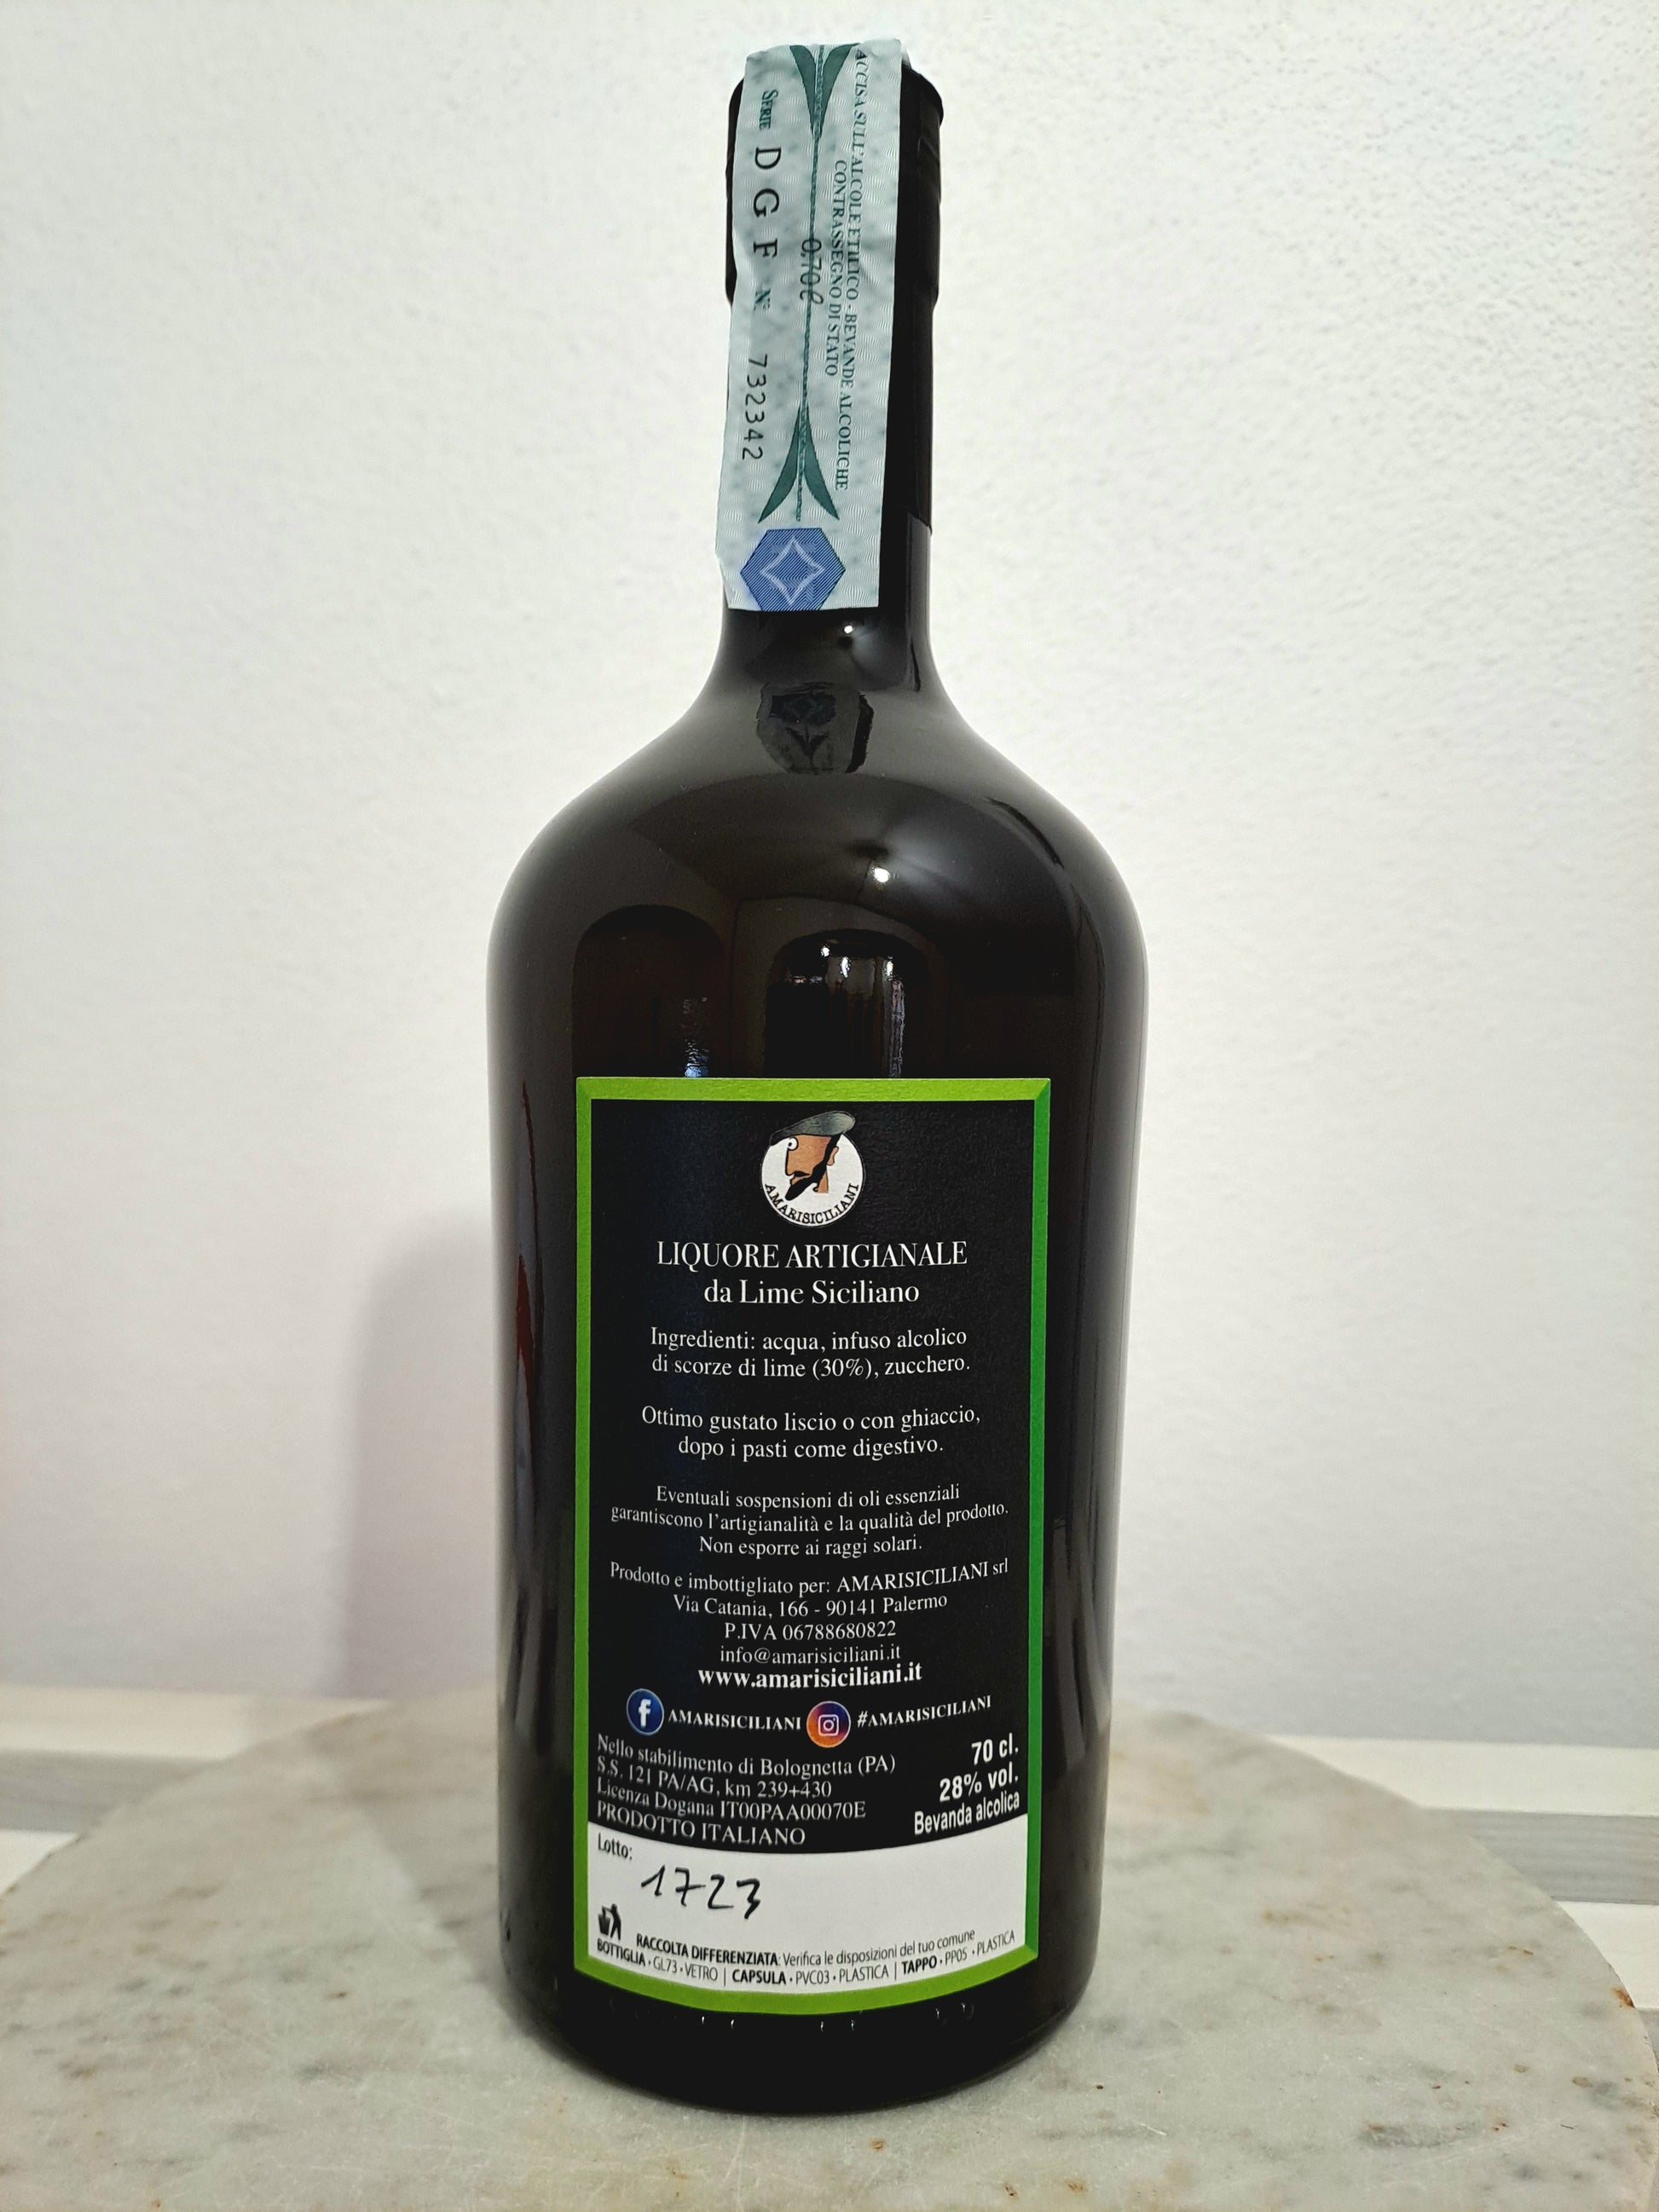 ACCISA SULL'ALCOLE ETILICO - BEVANDE ALCOLICHE
CONTRASSEGNO DI STATO
0,70ℓ
SERIE D G F N° 732342
AMARISICILIANI
LIQUORE ARTIGIANALE
da Lime Siciliano
Ingredienti: acqua, infuso alcolico
di scorze di lime (30%), zucchero.
Ottimo gustato liscio o con ghiaccio,
dopo i pasti come digestivo.
Eventuali sospensioni di oli essenziali
garantiscono l'artigianalità e la qualità del prodotto.
Non esporre ai raggi solari.
Prodotto e imbottigliato per: AMARISICILIANI srl
Via Catania, 166 - 90141 Palermo
P.IVA 06788680822
info@amarisiciliani.it
www.amarisiciliani.it
AMARISICILIANI #AMARISICILIANI
Nello stabilimento di Bolognetta (PA)
S.S. 121 PA/AG, km 239+430
Licenza Dogana IT00PAA00070E
PRODOTTO ITALIANO
70 cl.
28% vol.
Bevanda alcolica
Lotto:
1723
RACCOLTA DIFFERENZIATA: Verifica le disposizioni del tuo comune
BOTTIGLIA • GL73 • VETRO | CAPSULA • PVC03 • PLASTICA | TAPPO • PP05 • PLASTICA